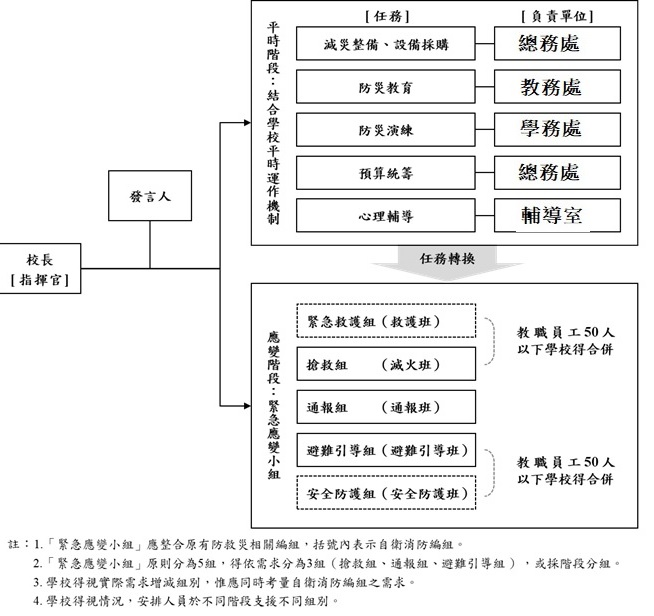 [任務] [負責單位]
平時階段：結合學校平時運作機制
減災整備、設備採購 總務處
防災教育 教務處
防災演練 學務處
預算統籌 總務處
心理輔導 輔導室
發言人
校長
[指揮官]
任務轉換
應變階段：緊急應變小組
緊急救護組（救護班）
搶救組 （滅火班）
教職員工50人
以下學校得合併
通報組 （通報班）
避難引導組（避難引導班）
安全防護組（安全防護班）
教職員工50人
以下學校得合併
註：1.「緊急應變小組」應整合原有防救災相關編組，括號內表示自衛消防編組。
2.「緊急應變小組」原則分為5組，得依需求分為3組（搶救組、通報組、避難引導組），或採階段分組。
3. 學校得視實際需求增減組別，惟應同時考量自衛消防編組之需求。
4. 學校得視情況，安排人員於不同階段支援不同組別。